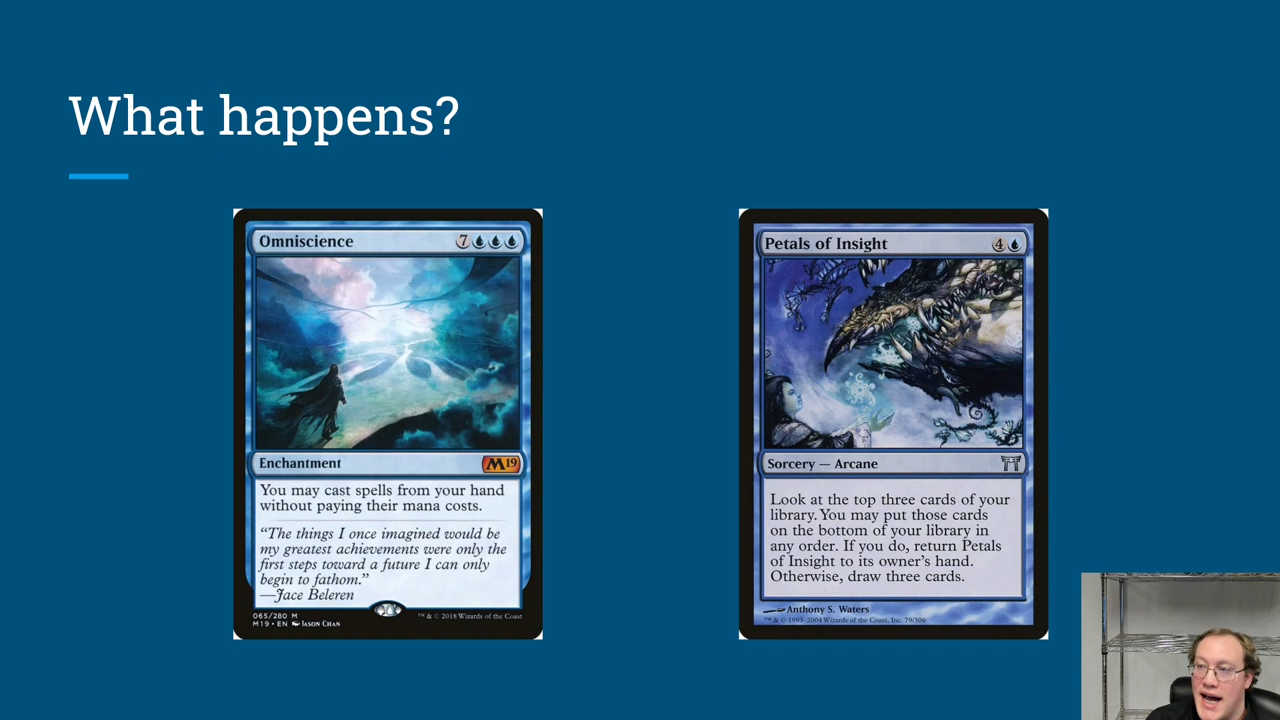 What happens?
Omniscience 7
Enchantment M19
You may cast spells from your hand
without paying their mana costs.
“The things I once imagined would be
my greatest achievements were only the
first steps toward a future I can only
begin to fathom.”
—Jace Beleren
065/280 M
M19 • EN JASON CHAN
™ & © 2018 Wizards of the Coast
Petals of Insight 4
Sorcery — Arcane
Look at the top three cards of your
library. You may put those cards
on the bottom of your library in
any order. If you do, return Petals
of Insight to its owner's hand.
Otherwise, draw three cards.
Anthony S. Waters
™ & © 1993–2004 Wizards of the Coast, Inc. 79/306